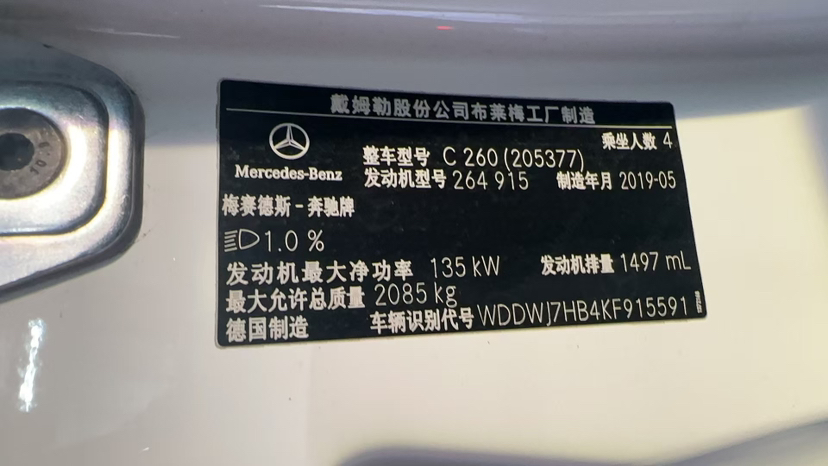 戴姆勒股份公司布莱梅工厂制造
乘坐人数 4
Mercedes-Benz
整车型号 C 260 (205377)
发动机型号 264 915 制造年月 2019-05
梅赛德斯-奔驰牌
1.0 %
发动机最大净功率 135 kW 发动机排量 1497 mL
最大允许总质量 2085 kg
德国制造 车辆识别代号 WDDWJ7HB4KF915591